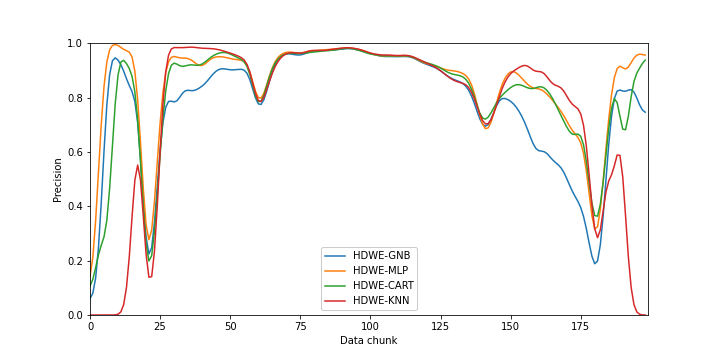 1.0
0.8
0.6
0.4
0.2
0.0
Precision
HDWE-GNB
HDWE-MLP
HDWE-CART
HDWE-KNN
0 25 50 75 100 125 150 175
Data chunk